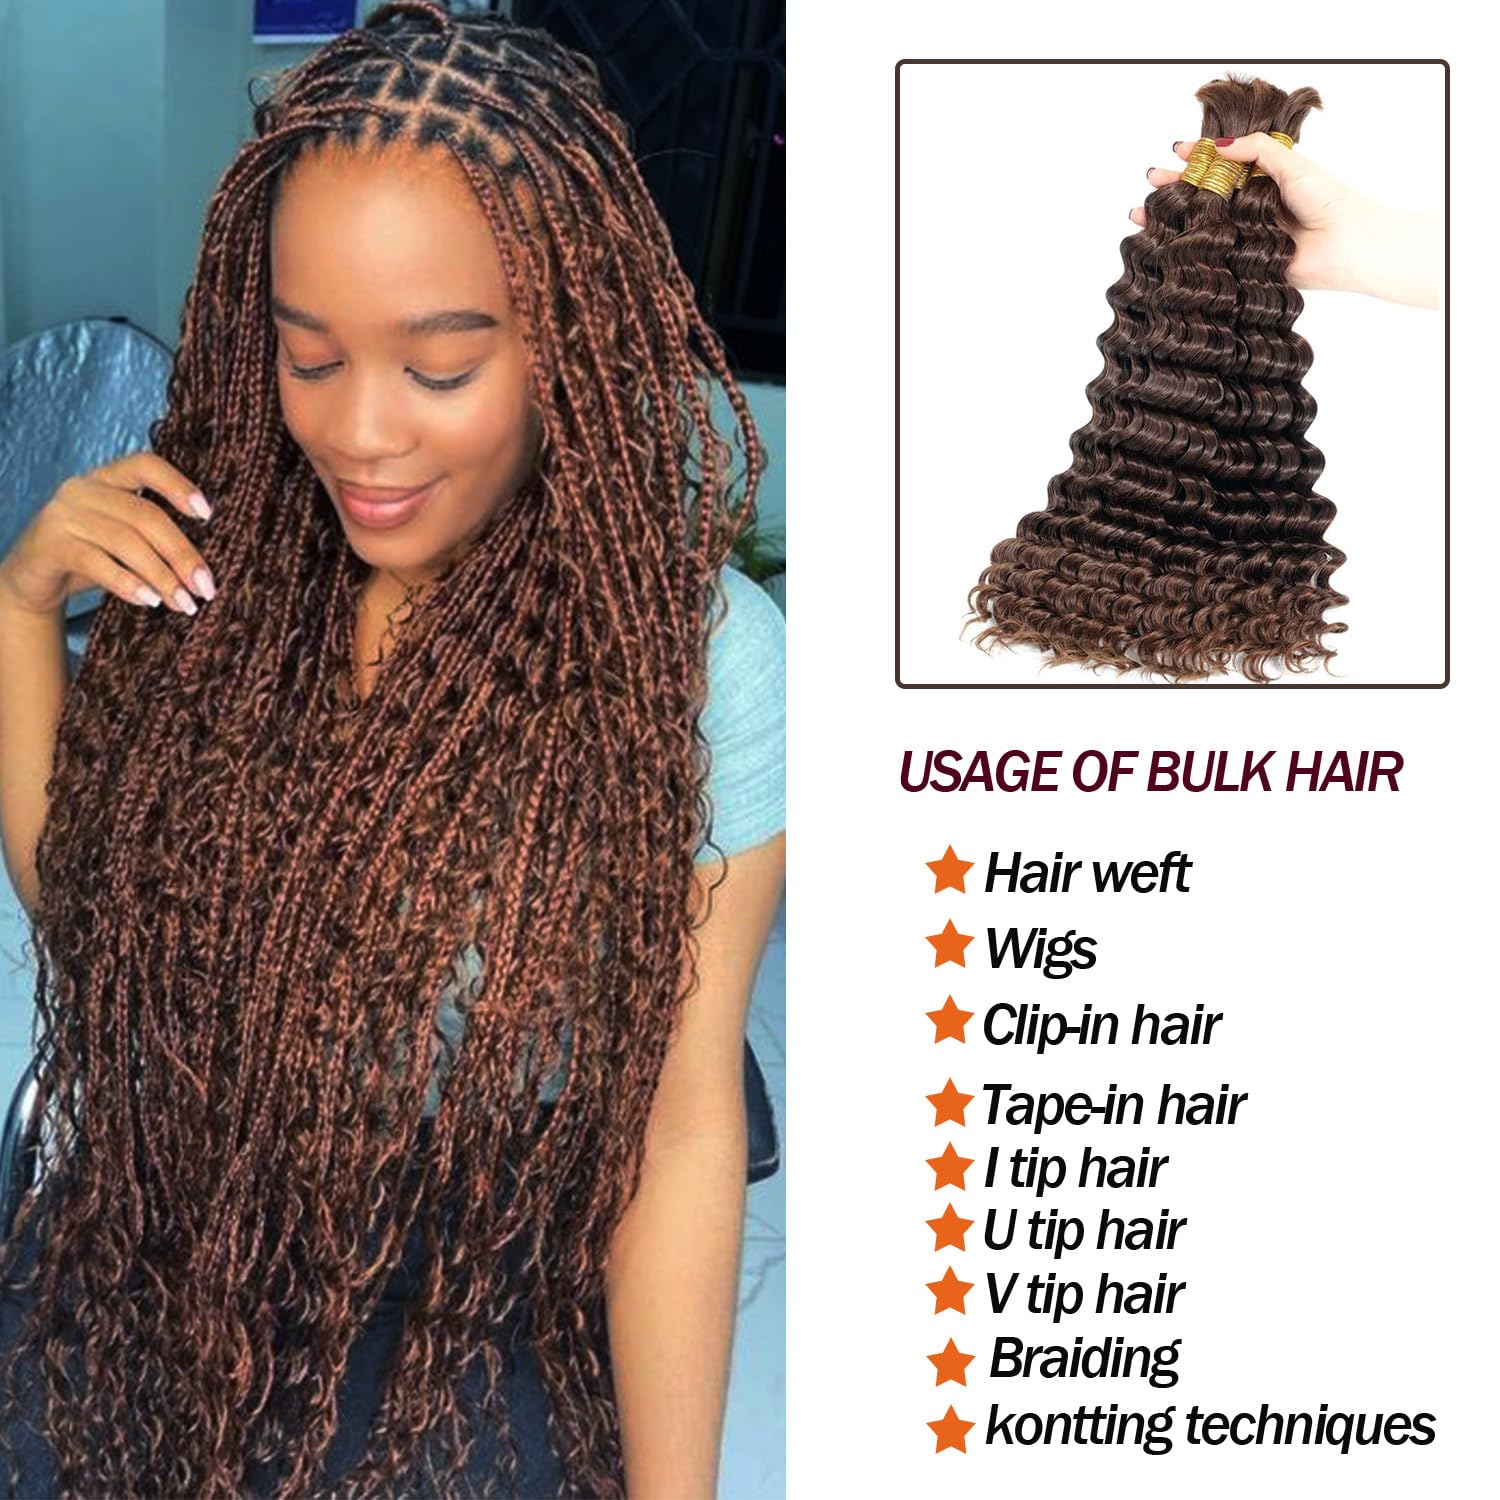 USAGE OF BULK HAIR
Hair weft
Wigs
Clip-in hair
Tape-in hair
I tip hair
U tip hair
V tip hair
Braiding
kontting techniques